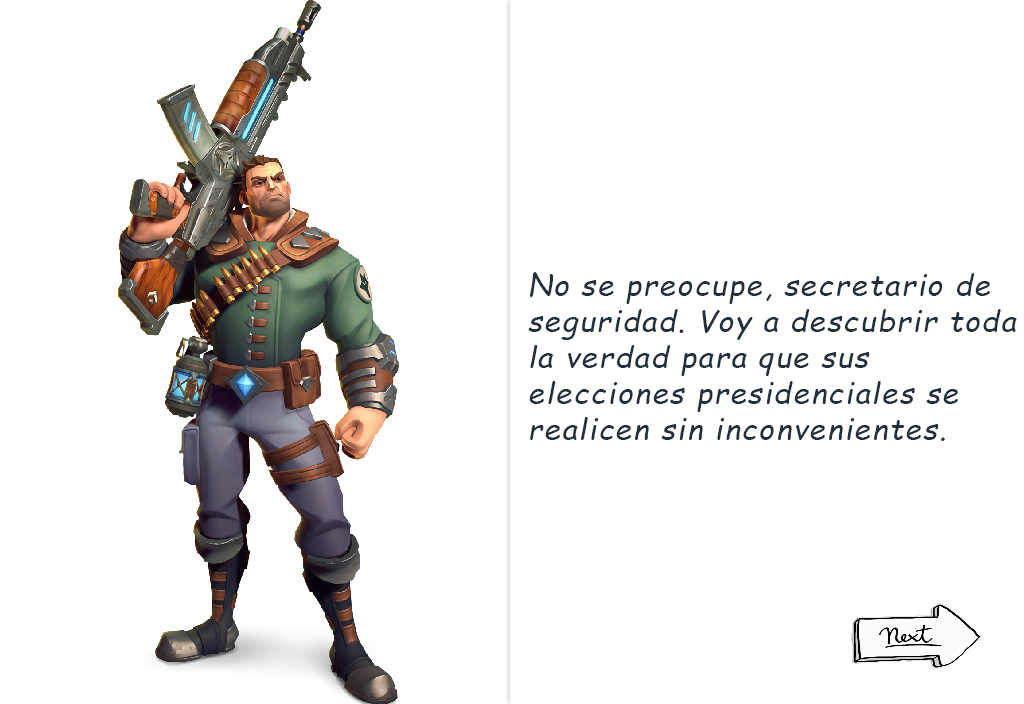 No se preocupe, secretario de
seguridad. Voy a descubrir toda
la verdad para que sus
elecciones presidenciales se
realicen sin inconvenientes.
Next